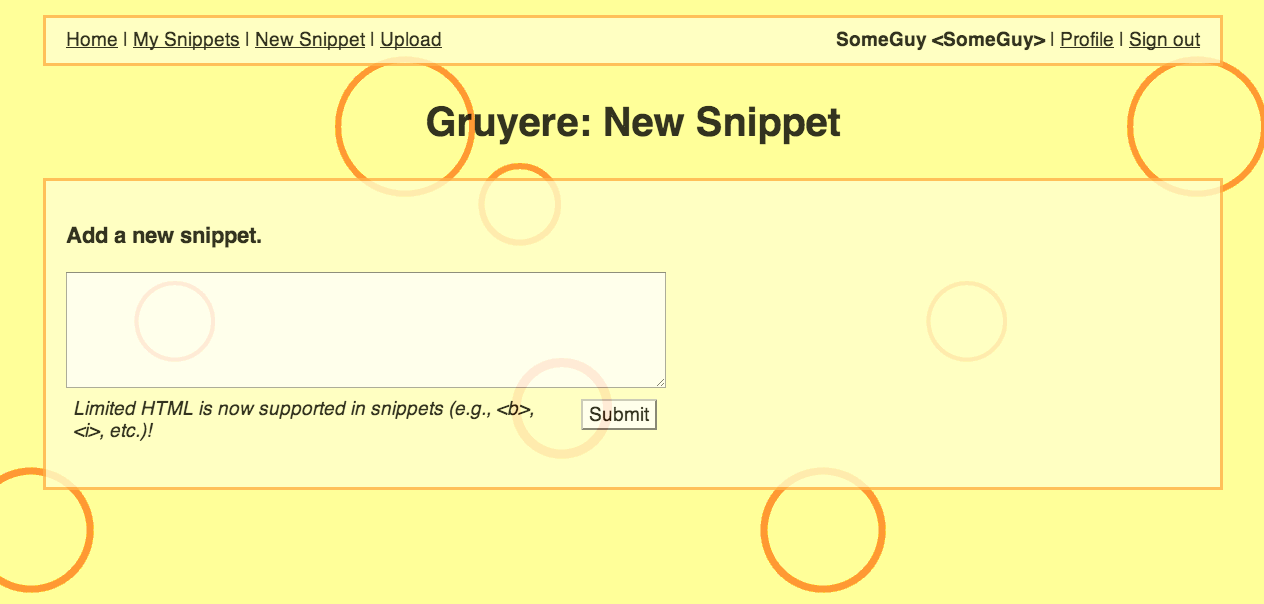 Home | My Snippets | New Snippet | Upload
SomeGuy <SomeGuy> | Profile | Sign out
Gruyere: New Snippet
Add a new snippet.
Limited HTML is now supported in snippets (e.g., <b>,
<i>, etc.)!
Submit